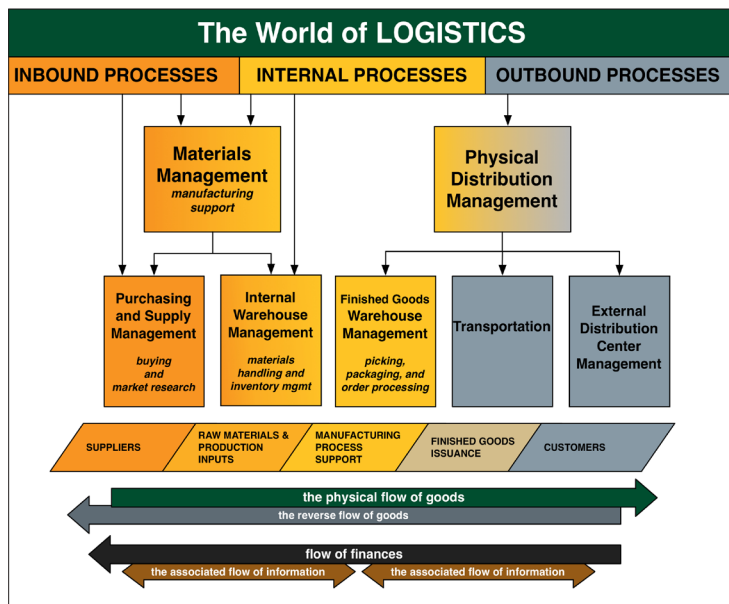 The World of LOGISTICS
INBOUND PROCESSES
INTERNAL PROCESSES
OUTBOUND PROCESSES
Materials
Management
manufacturing
support
Physical
Distribution
Management
Purchasing
and Supply
Management
buying
and
market research
Internal
Warehouse
Management
materials
handling and
inventory mgmt
Finished Goods
Warehouse
Management
picking,
packaging, and
order processing
Transportation
External
Distribution
Center
Management
SUPPLIERS
RAW MATERIALS &
PRODUCTION
INPUTS
MANUFACTURING
PROCESS
SUPPORT
FINISHED GOODS
ISSUANCE
CUSTOMERS
the physical flow of goods
the reverse flow of goods
flow of finances
the associated flow of information
the associated flow of information